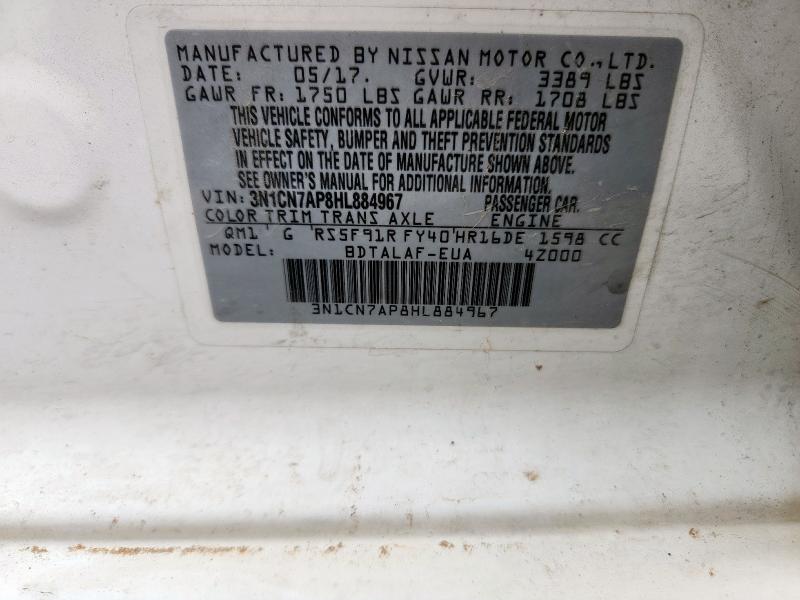 MANUFACTURED BY NISSAN MOTOR CO., LTD.
DATE: 05/17. GVWR: 3389 LBS
GAWR FR: 1750 LBS GAWR RR: 1708 LBS
THIS VEHICLE CONFORMS TO ALL APPLICABLE FEDERAL MOTOR
VEHICLE SAFETY, BUMPER AND THEFT PREVENTION STANDARDS
IN EFFECT ON THE DATE OF MANUFACTURE SHOWN ABOVE.
SEE OWNER'S MANUAL FOR ADDITIONAL INFORMATION.
VIN: 3N1CN7AP8HL884967 PASSENGER CAR.
COLOR TRIM TRANS AXLE ENGINE
QM1 G RS5F91R FY40 HR16DE 1598 CC
MODEL: BDTALAF-EUA 4Z000
3N1CN7AP8HL884967